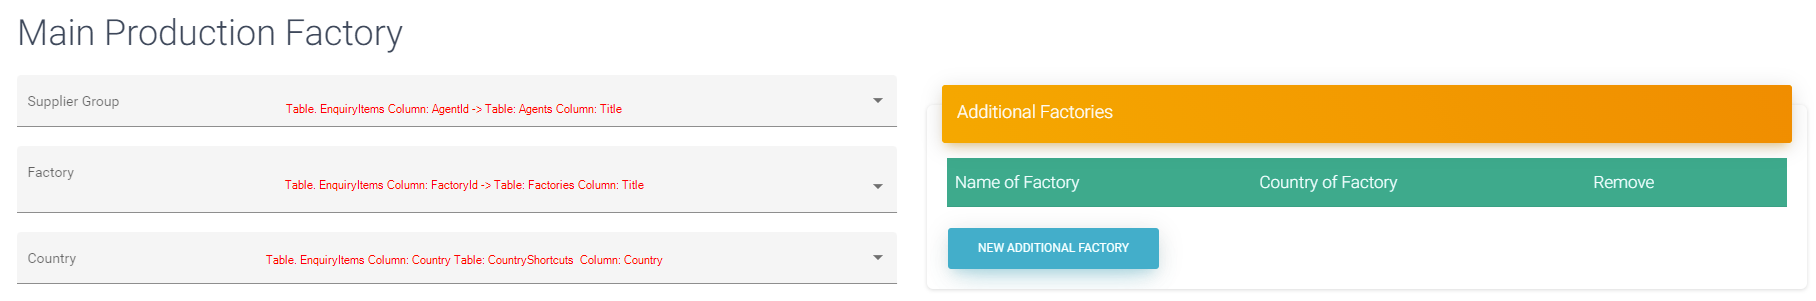 Main Production Factory
Supplier Group
Table. EnquiryItems Column: AgentId -> Table: Agents Column: Title
Factory
Table. EnquiryItems Column: FactoryId -> Table: Factories Column: Title
Country
Table. EnquiryItems Column: Country Table: CountryShortcuts  Column: Country
Additional Factories
Name of Factory Country of Factory Remove
NEW ADDITIONAL FACTORY